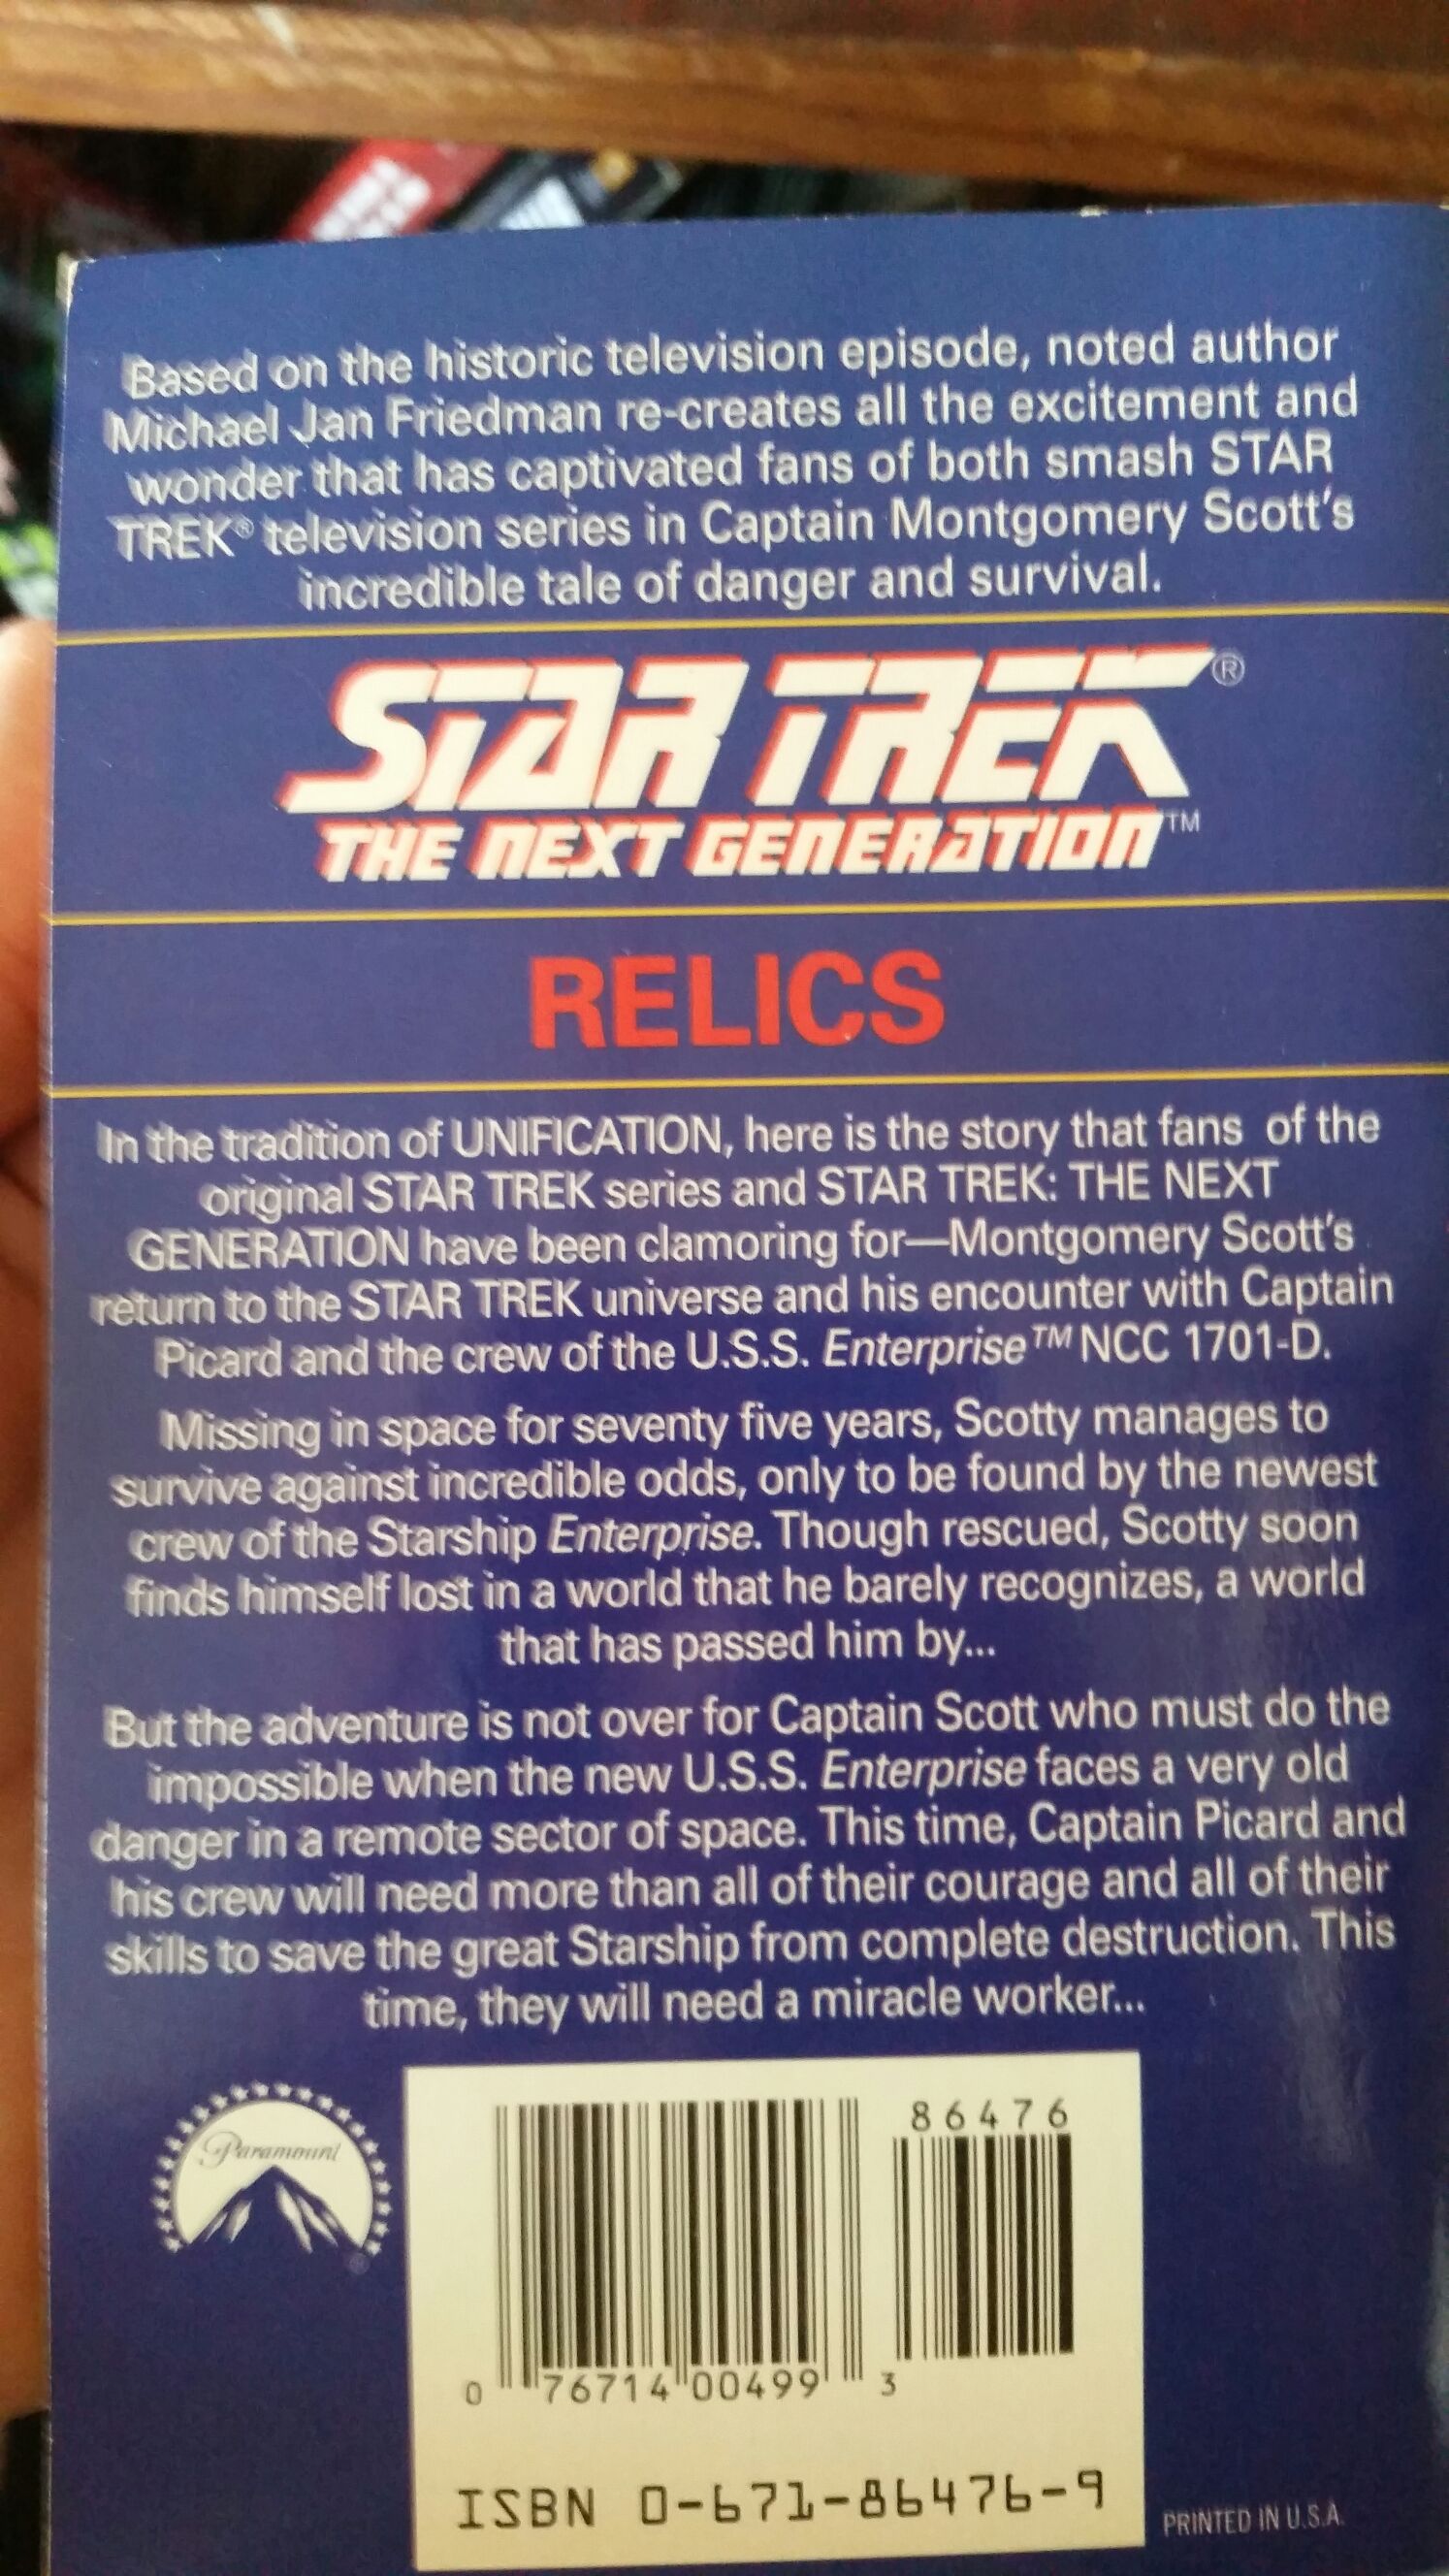 Based on the historic television episode, noted author
Michael Jan Friedman re-creates all the excitement and
wonder that has captivated fans of both smash STAR
TREK® television series in Captain Montgomery Scott's
incredible tale of danger and survival.
STAR TREK®
THE NEXT GENERATION™
RELICS
In the tradition of UNIFICATION, here is the story that fans of the
original STAR TREK series and STAR TREK: THE NEXT
GENERATION have been clamoring for—Montgomery Scott's
return to the STAR TREK universe and his encounter with Captain
Picard and the crew of the U.S.S. Enterprise™ NCC 1701-D.
Missing in space for seventy five years, Scotty manages to
survive against incredible odds, only to be found by the newest
crew of the Starship Enterprise. Though rescued, Scotty soon
finds himself lost in a world that he barely recognizes, a world
that has passed him by...
But the adventure is not over for Captain Scott who must do the
impossible when the new U.S.S. Enterprise faces a very old
danger in a remote sector of space. This time, Captain Picard and
his crew will need more than all of their courage and all of their
skills to save the great Starship from complete destruction. This
time, they will need a miracle worker...
Paramount
86476
0 76714 00499 3
ISBN 0-671-86476-9
PRINTED IN U.S.A.